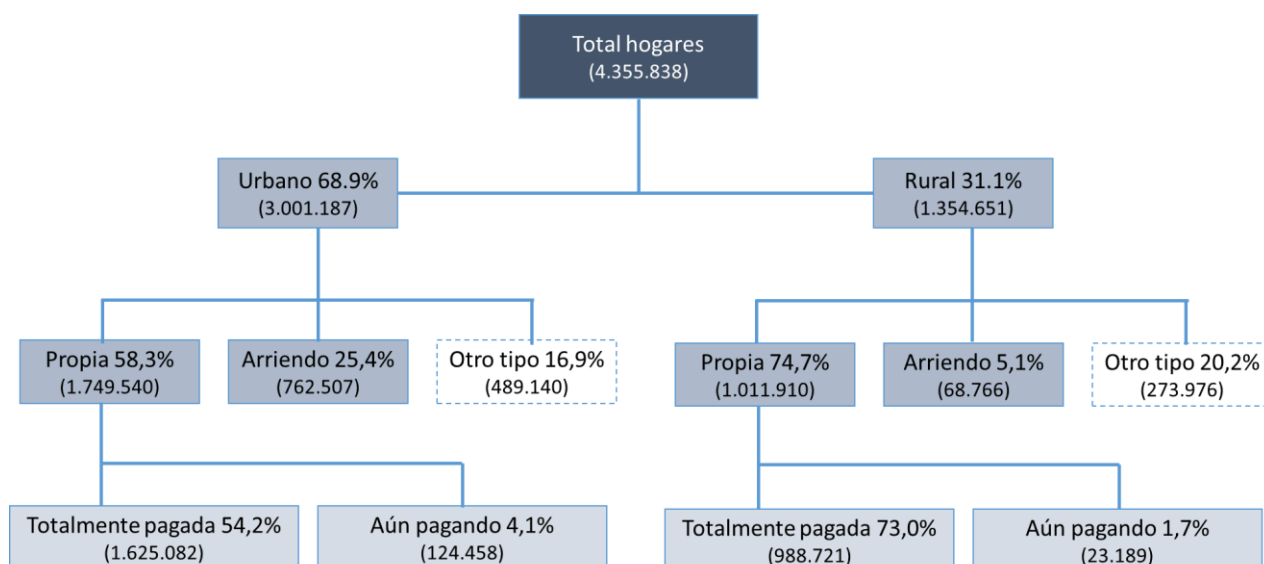 Total hogares
(4.355.838)
Urbano 68.9%
(3.001.187)
Rural 31.1%
(1.354.651)
Propia 58,3%
(1.749.540)
Arriendo 25,4%
(762.507)
Otro tipo 16,9%
(489.140)
Propia 74,7%
(1.011.910)
Arriendo 5,1%
(68.766)
Otro tipo 20,2%
(273.976)
Totalmente pagada 54,2%
(1.625.082)
Aún pagando 4,1%
(124.458)
Totalmente pagada 73,0%
(988.721)
Aún pagando 1,7%
(23.189)